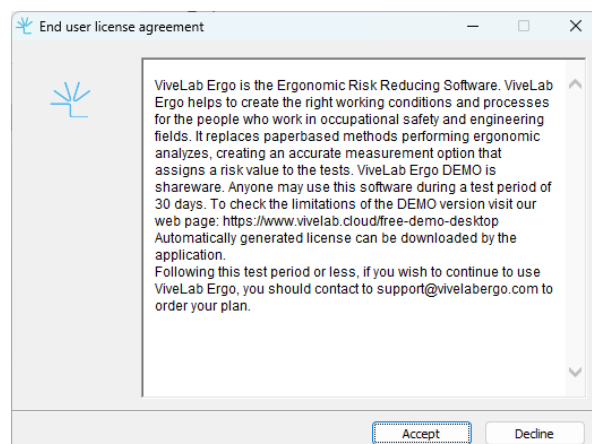 End user license agreement
ViveLab Ergo is the Ergonomic Risk Reducing Software. ViveLab
Ergo helps to create the right working conditions and processes
for the people who work in occupational safety and engineering
fields. It replaces paperbased methods performing ergonomic
analyzes, creating an accurate measurement option that
assigns a risk value to the tests. ViveLab Ergo DEMO is
shareware. Anyone may use this software during a test period of
30 days. To check the limitations of the DEMO version visit our
web page: https://www.vivelab.cloud/free-demo-desktop
Automatically generated license can be downloaded by the
application.
Following this test period or less, if you wish to continue to use
ViveLab Ergo, you should contact to support@vivelabergo.com to
order your plan.
Accept
Decline